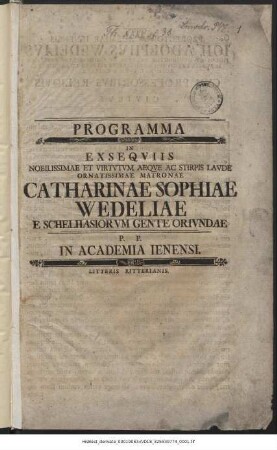 PROGRAMMA
IN
EXSEQVIIS
NOBILISSIMAE ET VIRTVTVM AEQVE AC STIRPIS LAVDE
ORNATISSIMAE MATRONAE
CATHARINAE SOPHIAE
WEDELIAE
E SCHELHASIORVM GENTE ORIVNDAE
P. P.
IN ACADEMIA IENENSI.
LITTERIS RITTERIANIS.